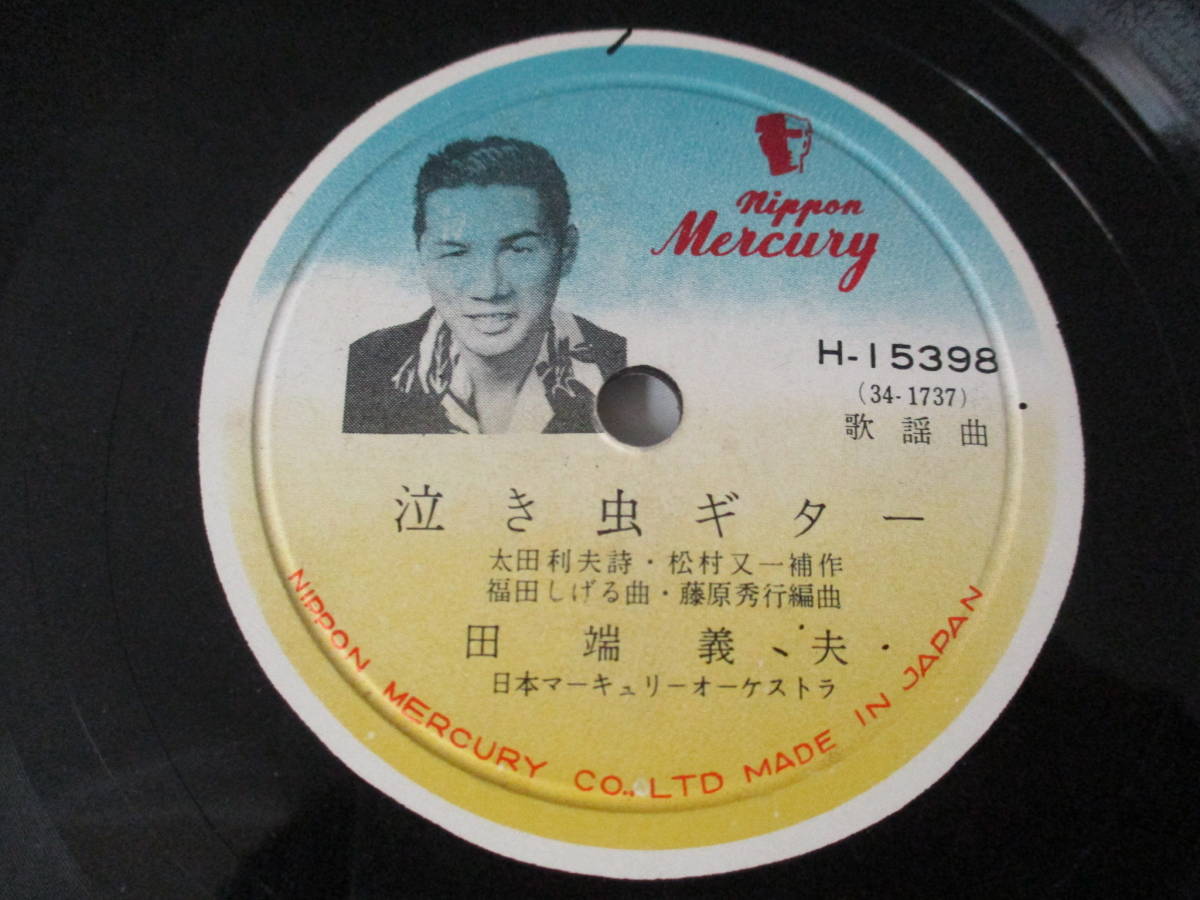 Nippon
Mercury
H-15398
(34-1737)
歌謡曲
泣き虫ギター
太田利夫詩・松村又一補作
福田しげる曲・藤原秀行編曲
田端義夫
日本マーキュリーオーケストラ
NIPPON MERCURY CO., LTD MADE IN JAPAN